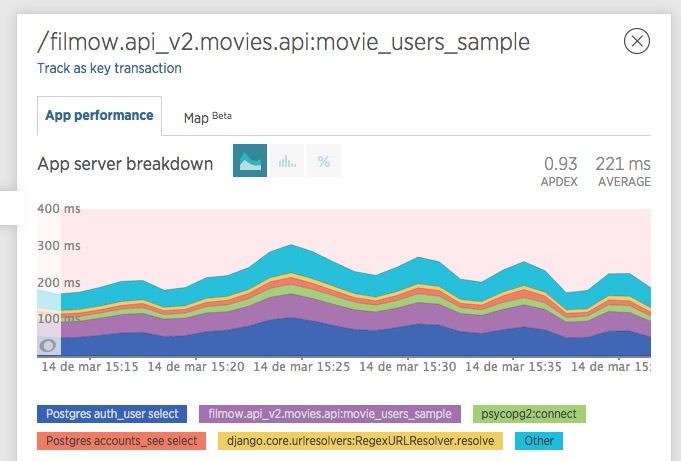 /filmow.api_v2.movies.api:movie_users_sample
Track as key transaction
App performance
Map Beta
App server breakdown
%
0.93 221 ms
APDEX AVERAGE
400 ms
300 ms
200 ms
100 ms
14 de mar 15:15 14 de mar 15:20 14 de mar 15:25 14 de mar 15:30 14 de mar 15:35 14 de mar 15:
Postgres auth_user select filmow.api_v2.movies.api:movie_users_sample psycopg2:connect
Postgres accounts_see select django.core.urlresolvers:RegexURLResolver.resolve Other